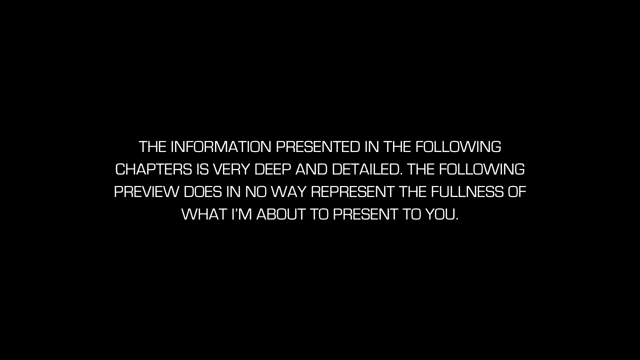 THE INFORMATION PRESENTED IN THE FOLLOWING
CHAPTERS IS VERY DEEP AND DETAILED. THE FOLLOWING
PREVIEW DOES IN NO WAY REPRESENT THE FULLNESS OF
WHAT I'M ABOUT TO PRESENT TO YOU.